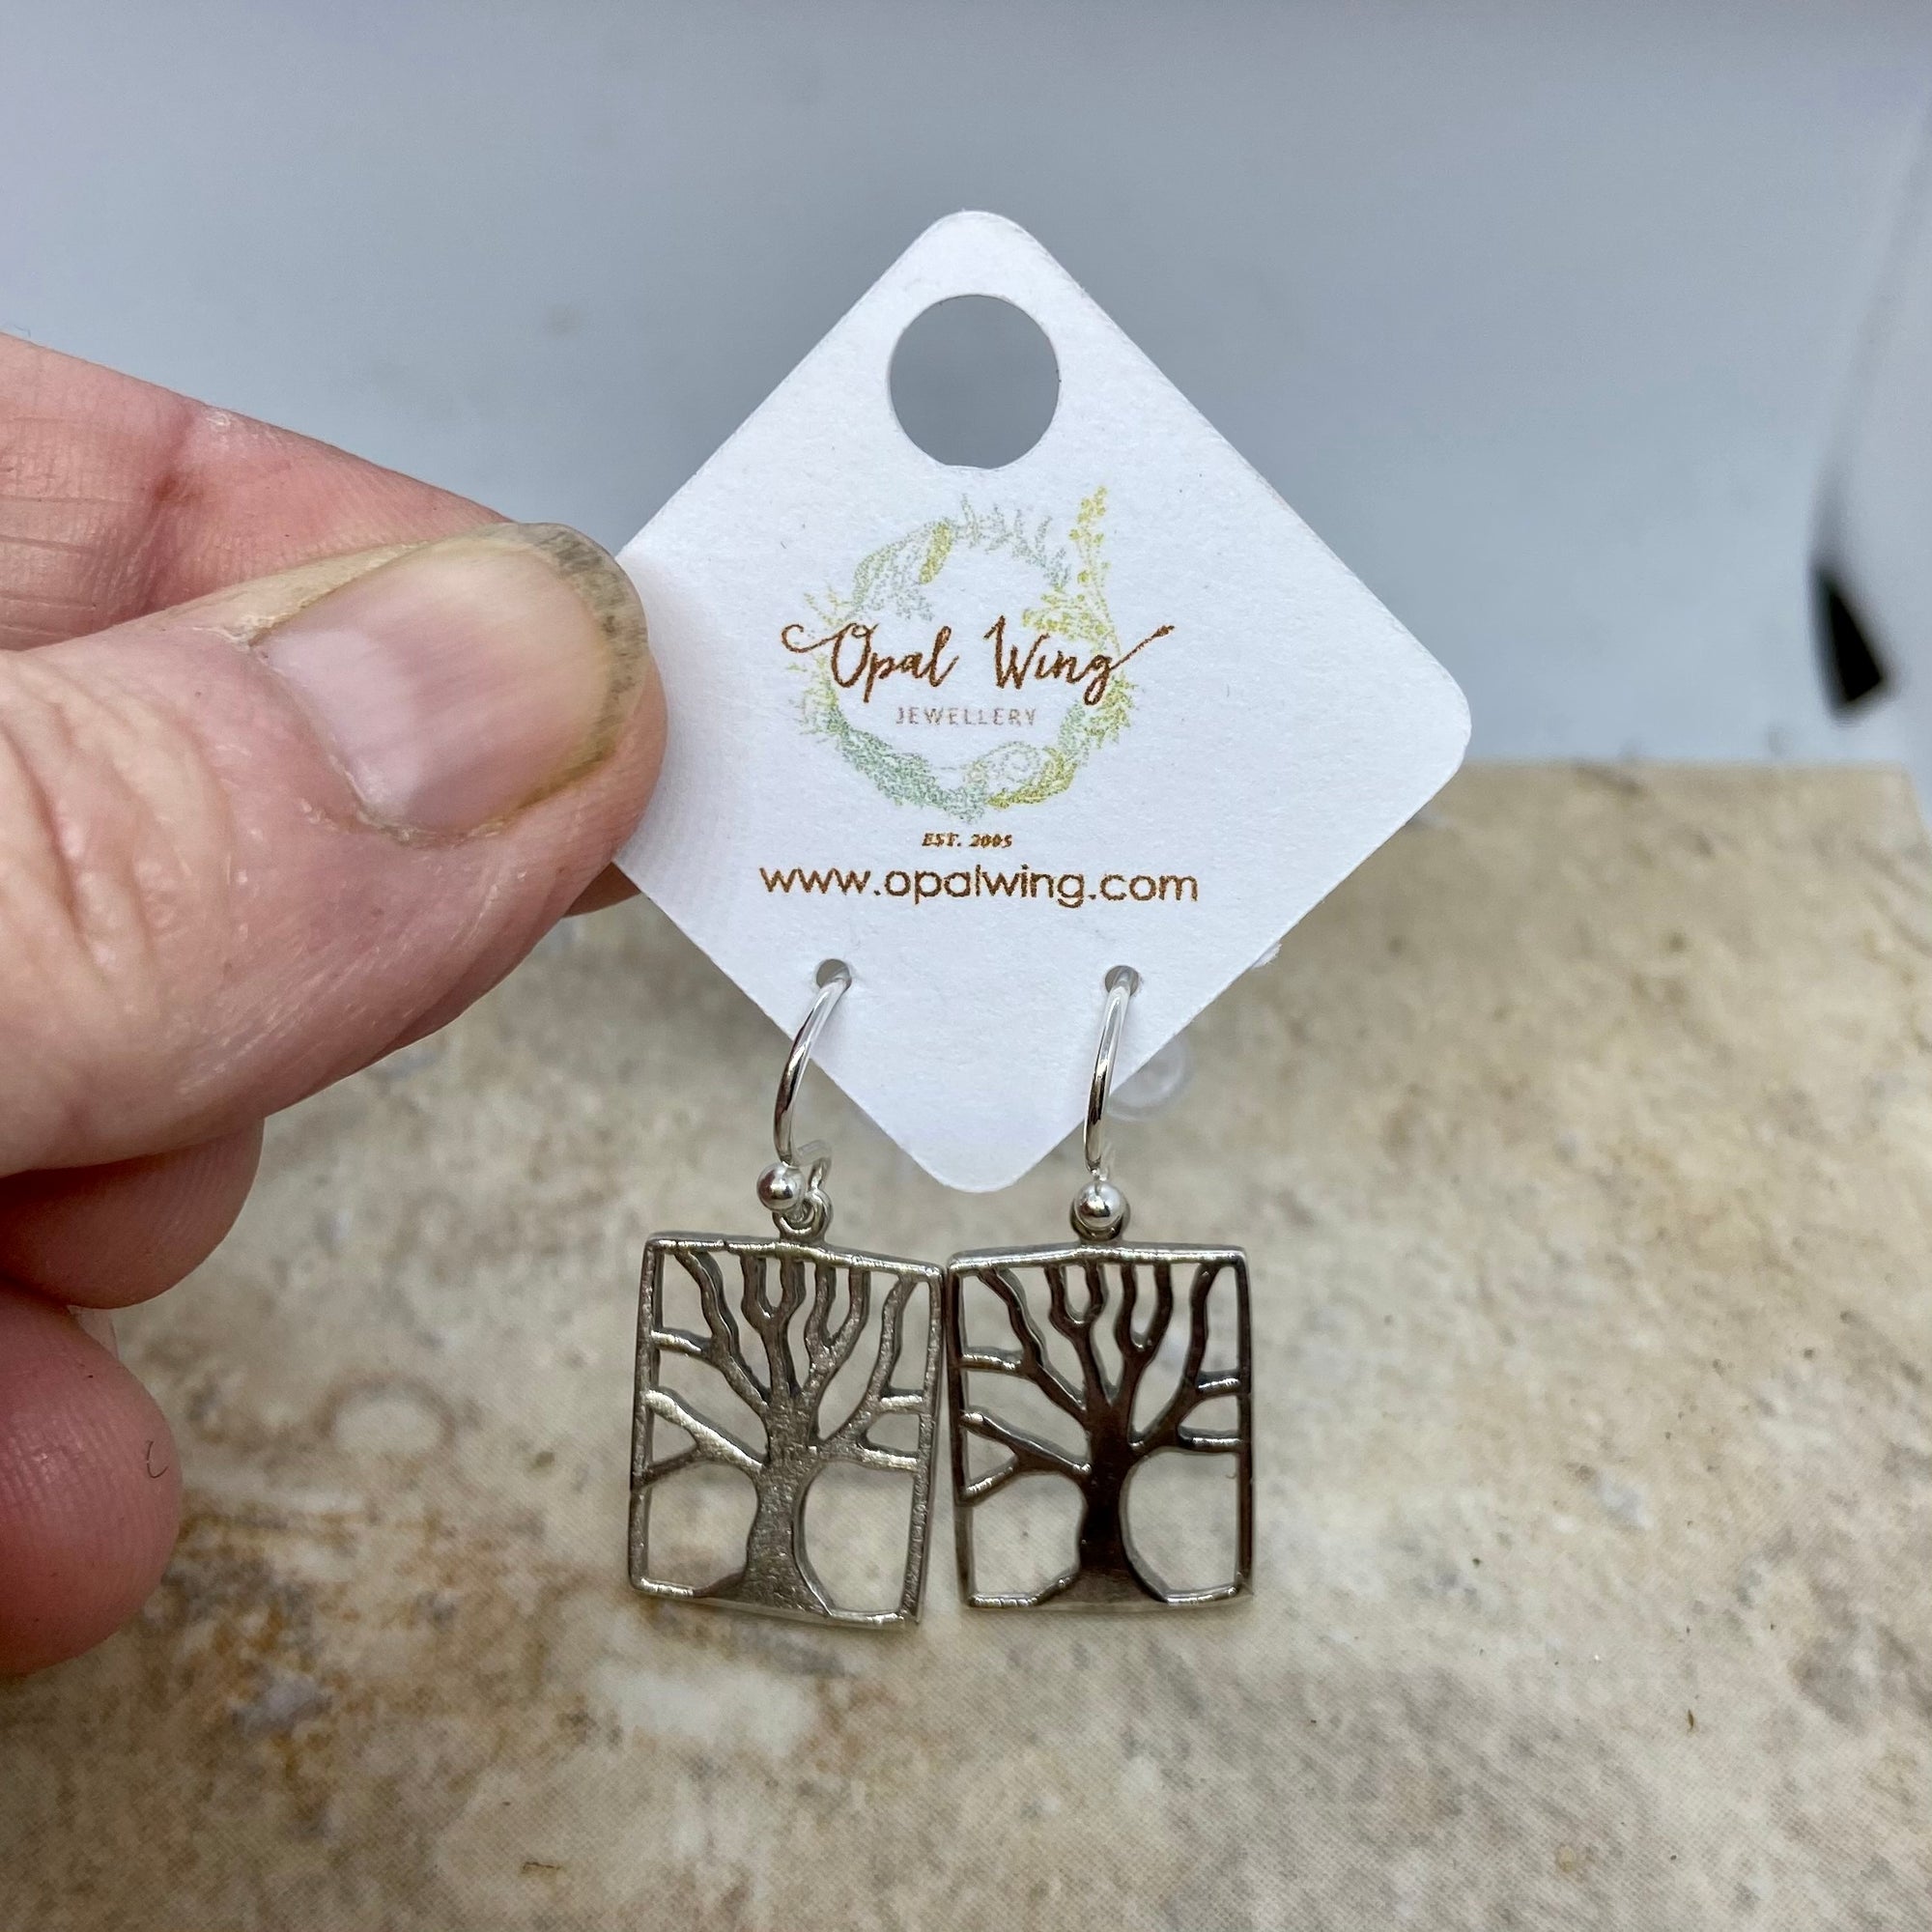 Opal Wing
JEWELLERY
EST. 2005
www.opalwing.com